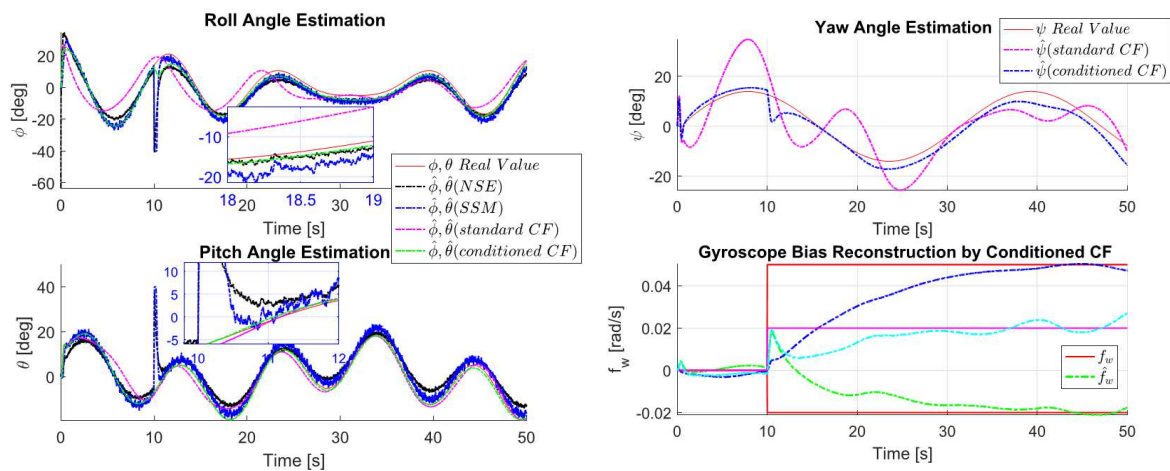 Roll Angle Estimation
20
0
-20
-40
-60
ϕ [deg]
-10
-20
18
18.5
19
0
10
20
30
40
50
Time [s]
ϕ, θ Real Value
ϕ̂, θ̂(NSE)
ϕ̂, θ̂(SSM)
ϕ̂, θ̂(standard CF)
ϕ̂, θ̂(conditioned CF)
Yaw Angle Estimation
20
0
-20
ψ [deg]
ψ Real Value
ψ̂(standard CF)
ψ̂(conditioned CF)
0
10
20
30
40
50
Time [s]
Pitch Angle Estimation
40
20
0
θ [deg]
10
5
0
-5
10
11
12
0
10
20
30
40
50
Time [s]
Gyroscope Bias Reconstruction by Conditioned CF
0.04
0.02
0
-0.02
f_w [rad/s]
f_w
f̂_w
0
10
20
30
40
50
Time [s]